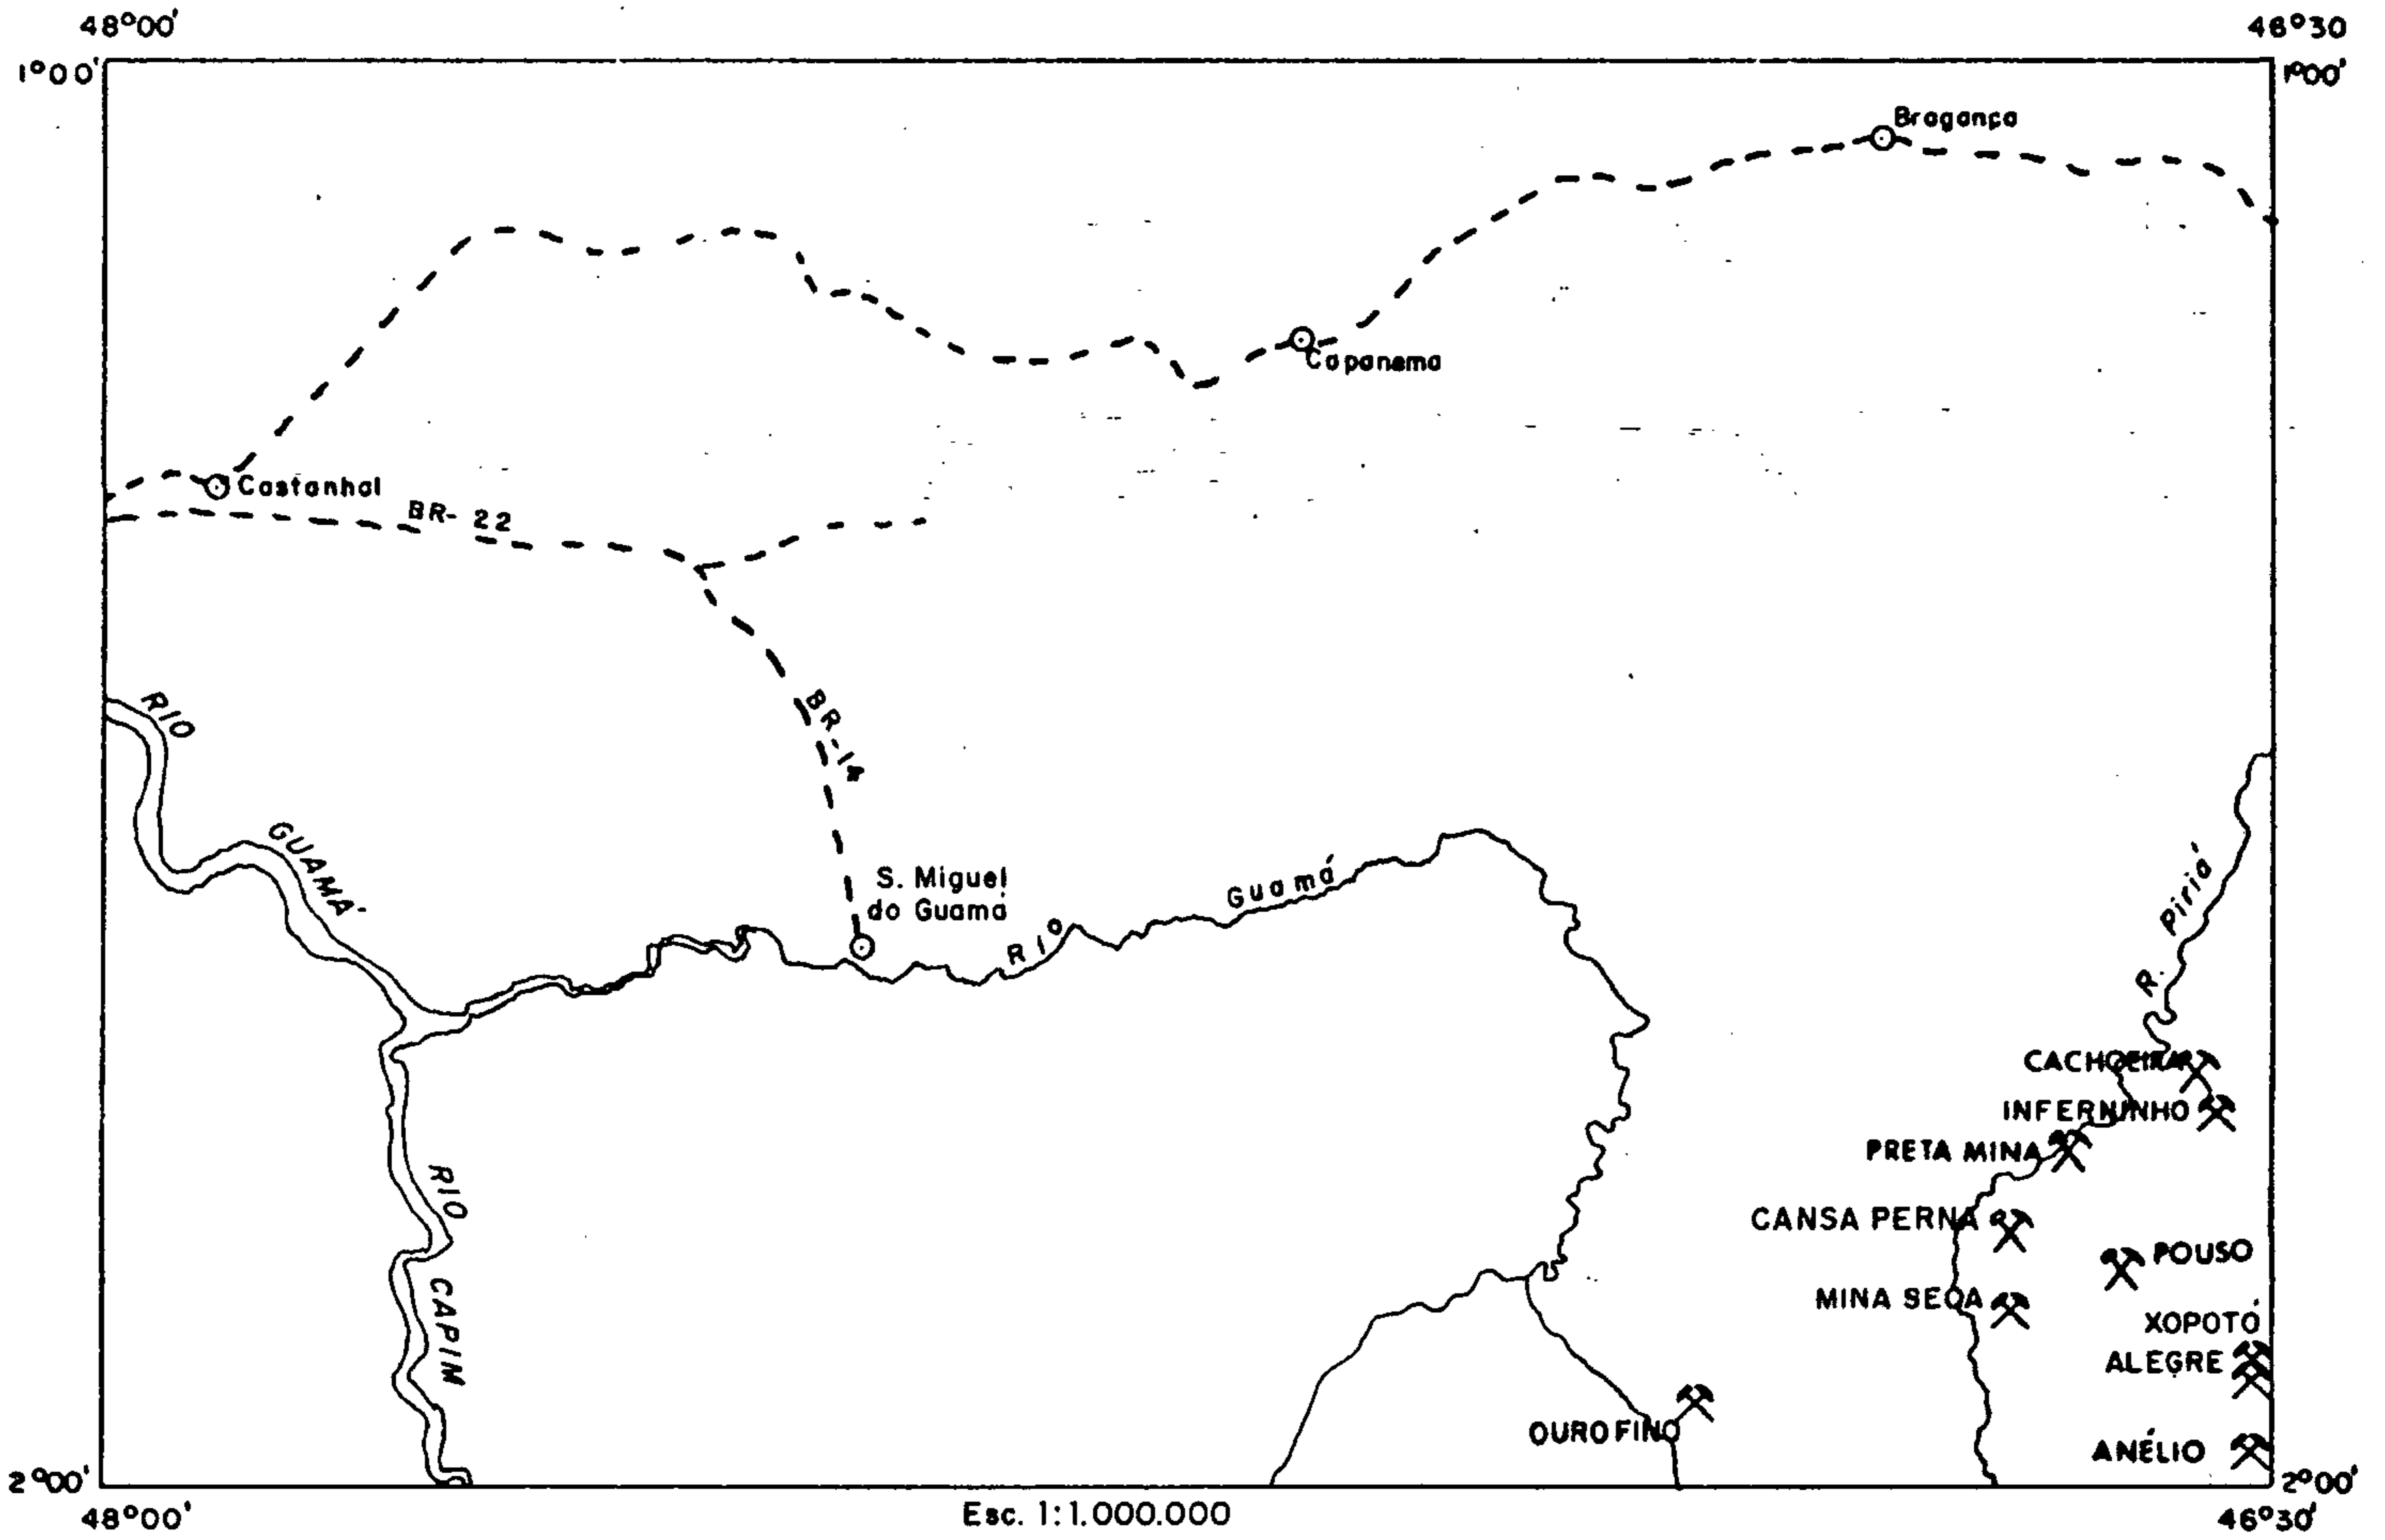 48°00'
46°30
1°00'
1°00'
Bragança
Capanema
Castanhal
BR-22
RIO
BR-14
GUAMÁ
S. Miguel
do Guamá
RIO
Guamá
R. Piriá
CACHOEIRA
INFERNINHO
PRETA MINA
RIO
CANSA PERNA
POUSO
CAPIM
MINA SECA
XOPOTÓ
ALEGRE
OURO FINO
ANÉLIO
2°00'
2°00'
48°00'
Esc. 1:1.000.000
46°30'